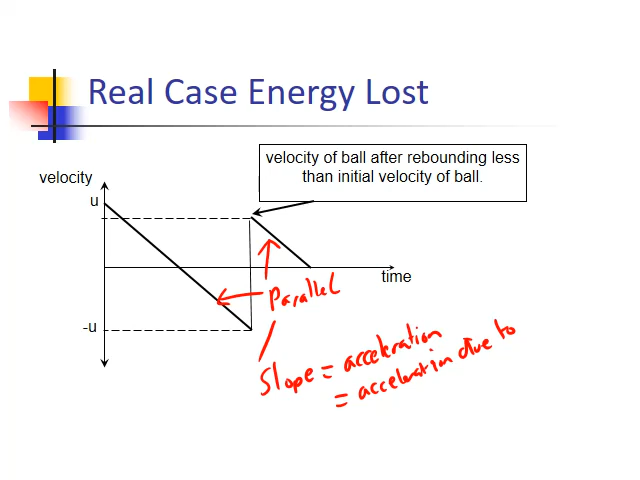 Real Case Energy Lost
velocity of ball after rebounding less
than initial velocity of ball.
velocity
u
time
Parallel
-u
Slope = acceleration
= acceleration due to